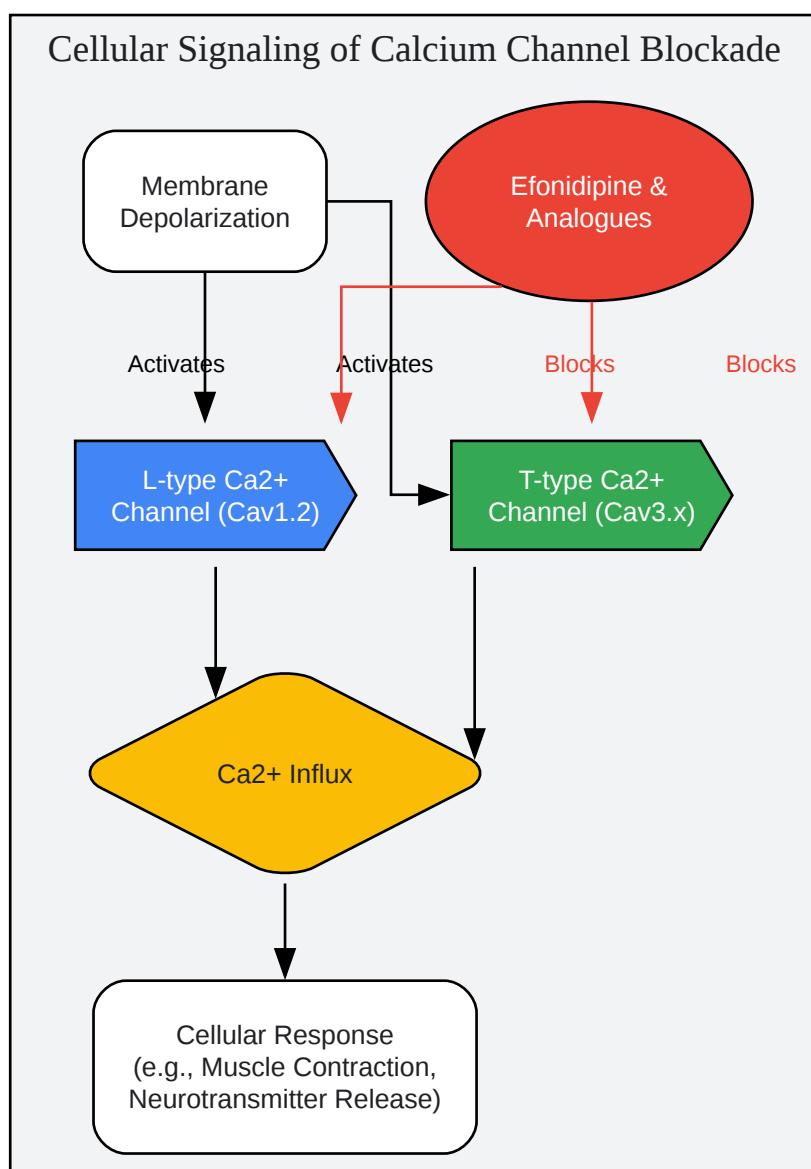 Cellular Signaling of Calcium Channel Blockade
Membrane
Depolarization
Efonidipine &
Analogues
Activates
Activates
Blocks
Blocks
L-type Ca2+
Channel (Cav1.2)
T-type Ca2+
Channel (Cav3.x)
Ca2+ Influx
Cellular Response
(e.g., Muscle Contraction,
Neurotransmitter Release)